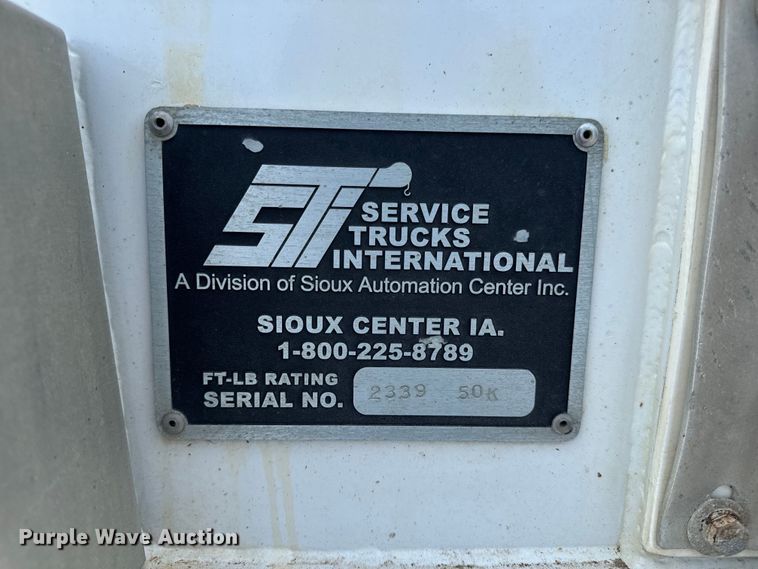 STI
SERVICE
TRUCKS
INTERNATIONAL
A Division of Sioux Automation Center Inc.
SIOUX CENTER IA.
1-800-225-8789
FT-LB RATING
SERIAL NO. 2339 50K
Purple Wave Auction